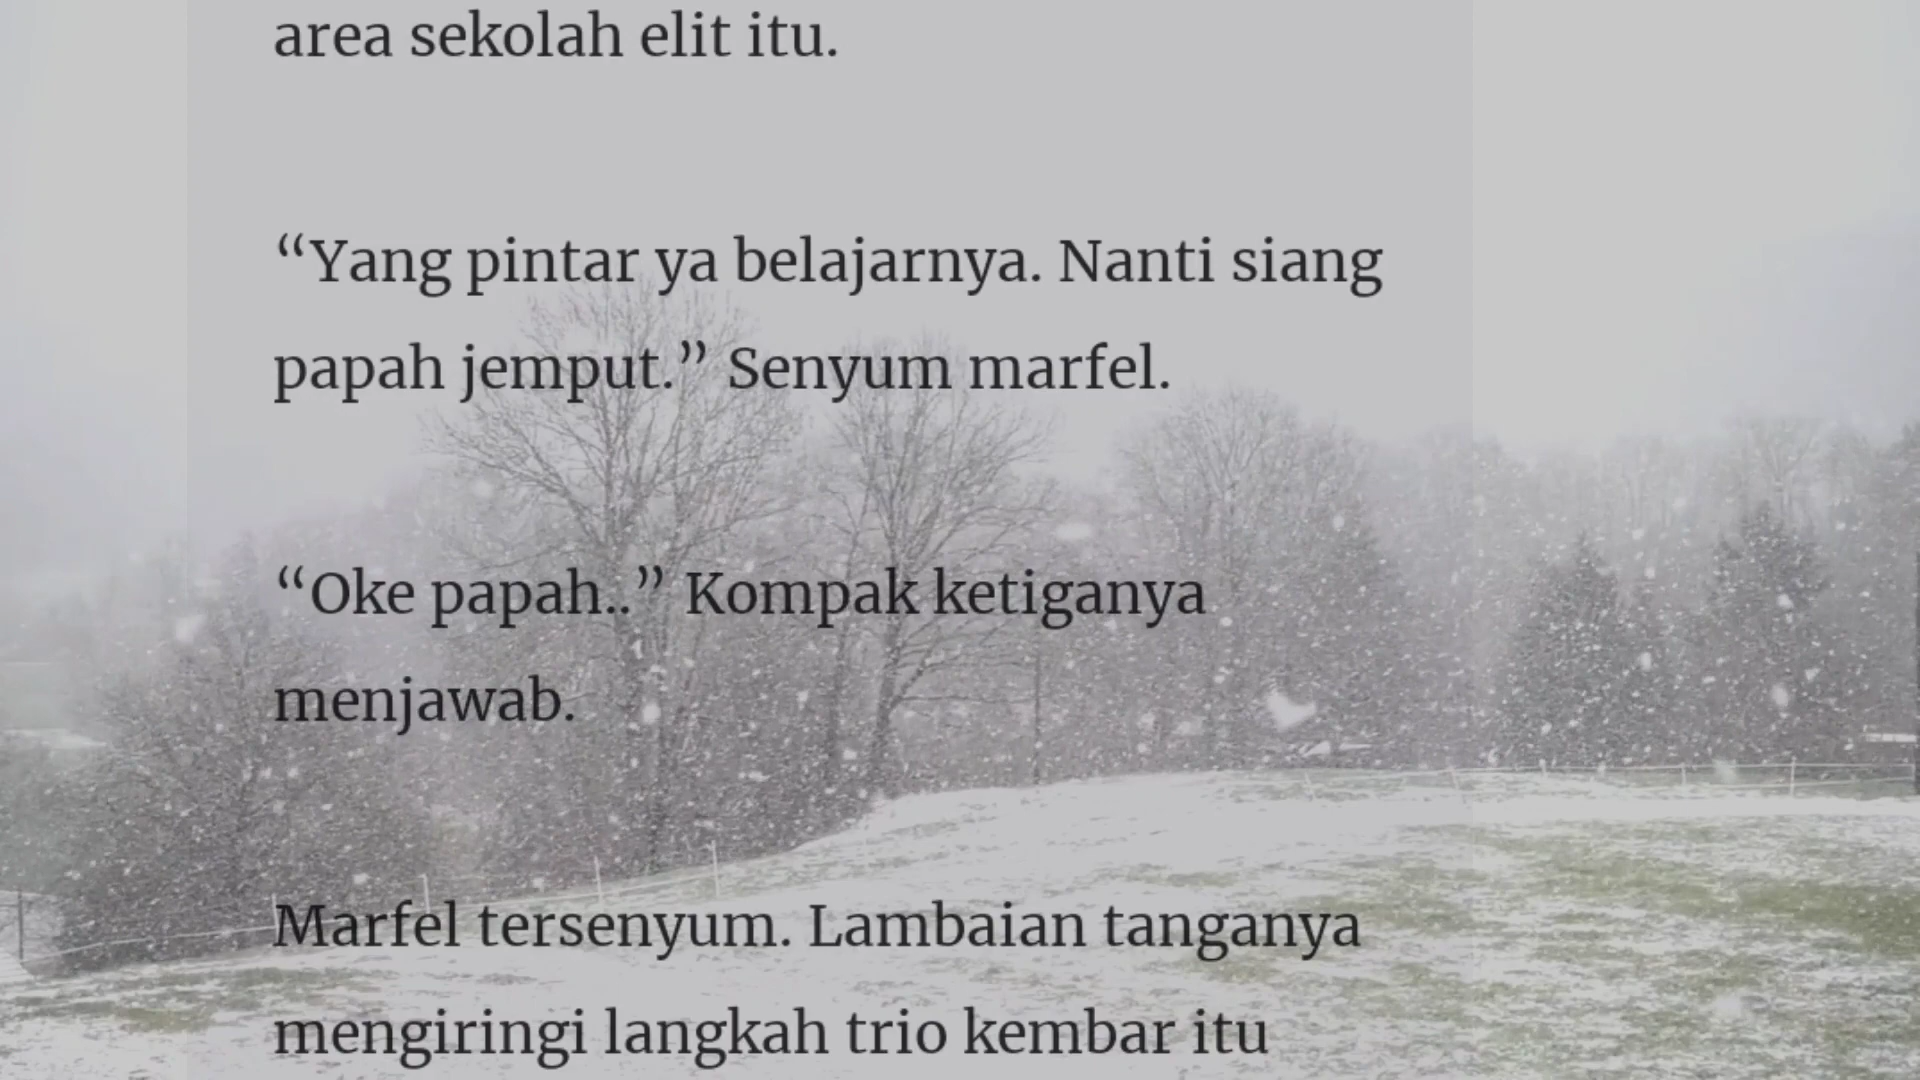 area sekolah elit itu.
“Yang pintar ya belajarnya. Nanti siang
papah jemput.” Senyum marfel.
“Oke papah..” Kompak ketiganya
menjawab.
Marfel tersenyum. Lambaian tanganya
mengiringi langkah trio kembar itu